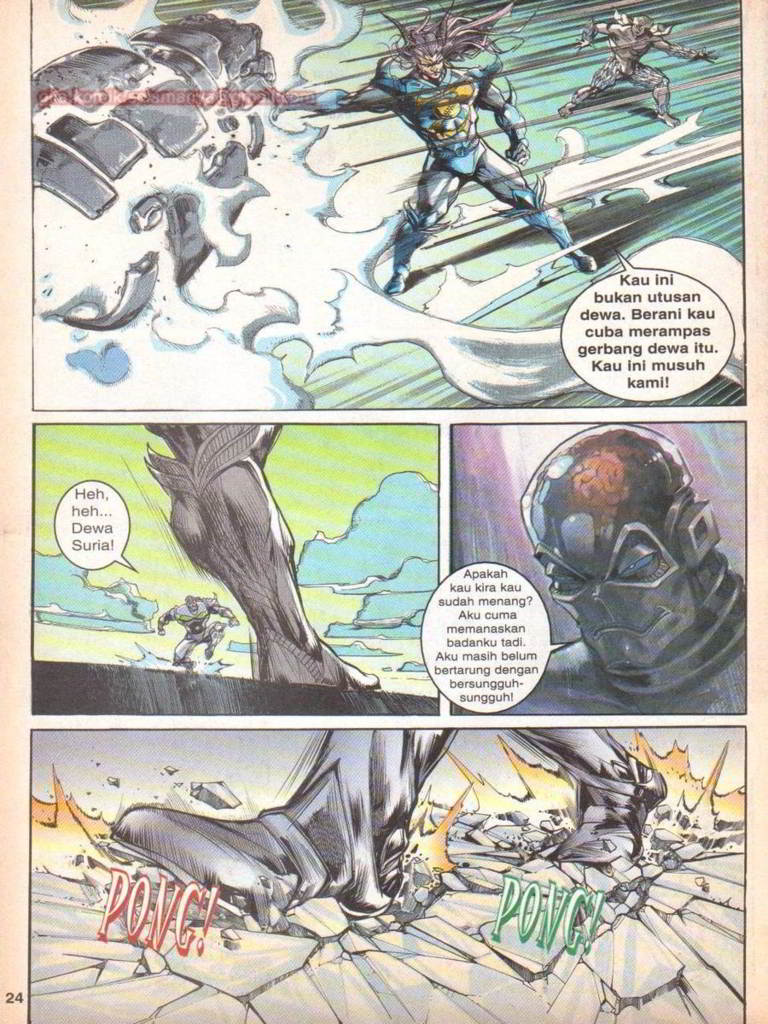 Kau ini
bukan utusan
dewa. Berani kau
cuba merampas
gerbang dewa itu.
Kau ini musuh
kami!
Heh,
heh...
Dewa
Suria!
Apakah
kau kira kau
sudah menang?
Aku cuma
memanaskan
badanku tadi.
Aku masih belum
bertarung dengan
bersungguh-
sungguh!
PONG!
PONG!
24